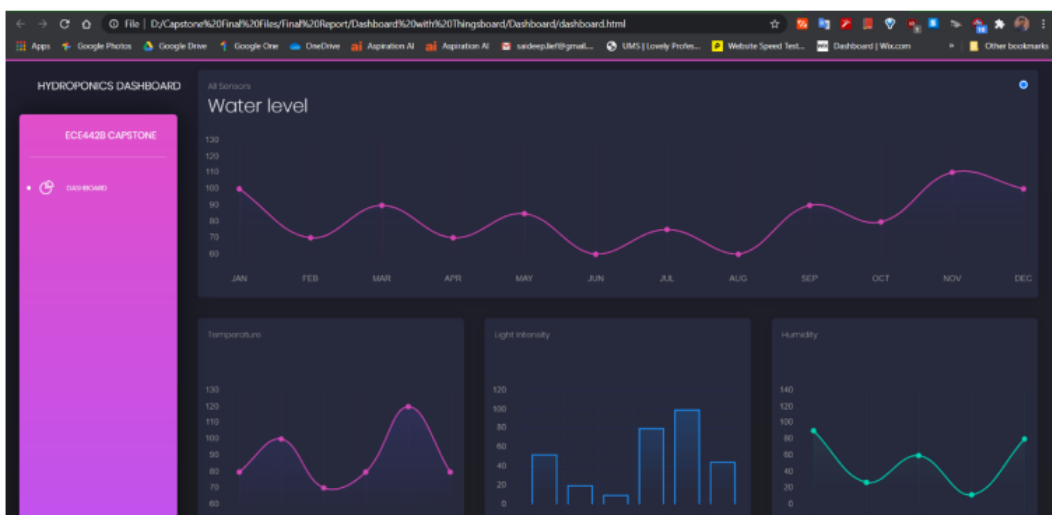 File | D:/Capstone%20Final%20Files/Final%20Report/Dashboard%20with%20Thingsboard/Dashboard/dashboard.html
Apps Google Photos Google Drive Google One OneDrive Aspiration AI Aspiration AI saideep.lief@gmail... UMS | Lovely Profes... Website Speed Test... Dashboard | Wix.com » Other bookmarks
HYDROPONICS DASHBOARD
ECE442B CAPSTONE
DASHBOARD
All Sensors
Water level
130
120
110
100
90
80
70
60
JAN FEB MAR APR MAY JUN JUL AUG SEP OCT NOV DEC
Temperature
130
120
110
100
90
80
70
60
Light Intensity
120
100
80
60
40
20
0
Humidity
140
120
100
80
60
40
20
0